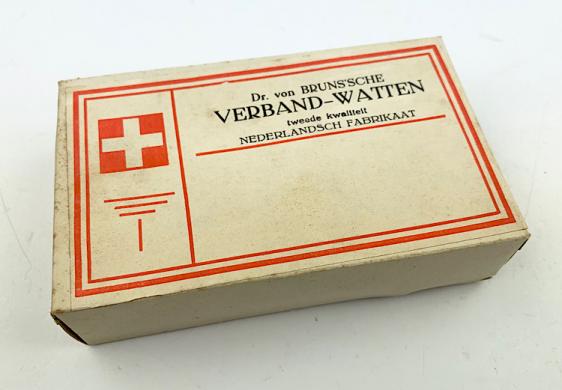 Dr. von BRUNS'SCHE
VERBAND-WATTEN
tweede kwaliteit
NEDERLANDSCH FABRIKAAT